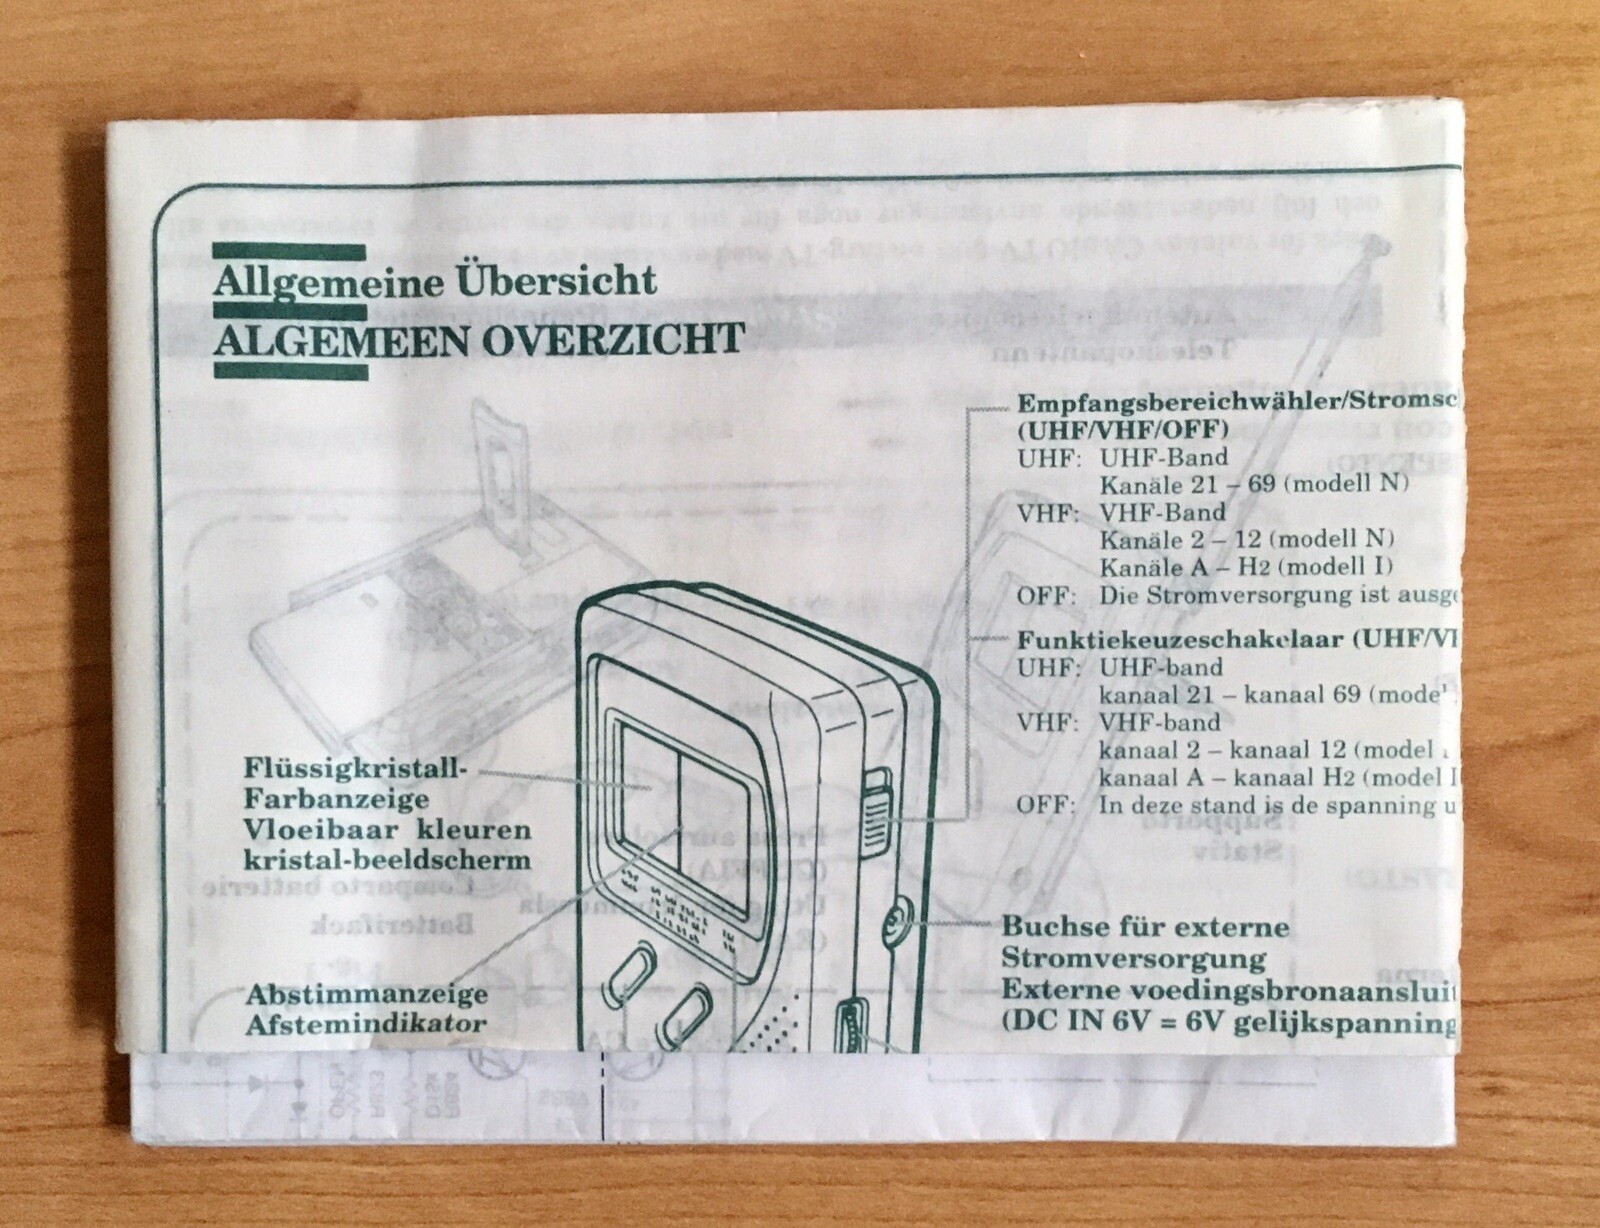 Allgemeine Übersicht
ALGEMEEN OVERZICHT
Empfangsbereichwähler/Stromsc
(UHF/VHF/OFF)
UHF: UHF-Band
Kanäle 21 – 69 (modell N)
VHF: VHF-Band
Kanäle 2 – 12 (modell N)
Kanäle A – H2 (modell I)
OFF: Die Stromversorgung ist ausge
Funktiekeuzeschakelaar (UHF/VH
UHF: UHF-band
kanaal 21 – kanaal 69 (mode
VHF: VHF-band
kanaal 2 – kanaal 12 (model
kanaal A – kanaal H2 (model I
OFF: In deze stand is de spanning u
Flüssigkristall-
Farbanzeige
Vloeibaar kleuren
kristal-beeldscherm
Buchse für externe
Stromversorgung
Externe voedingsbronaansluit
(DC IN 6V = 6V gelijkspanning
Abstimmanzeige
Afstemindikator